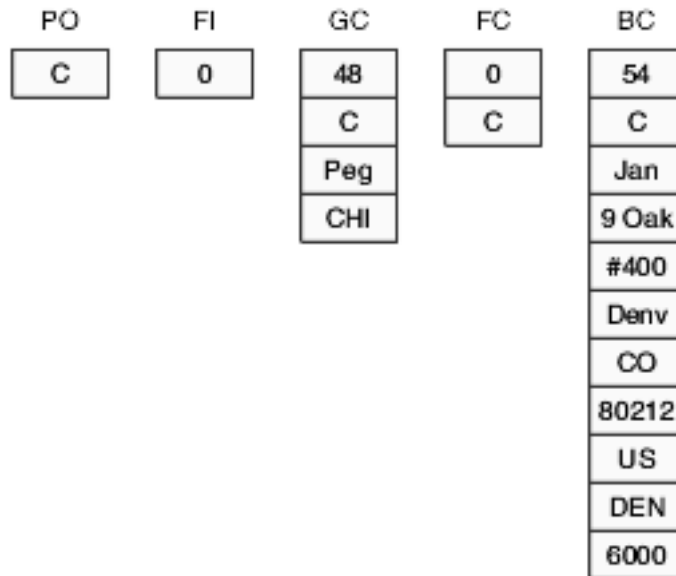 PO FI GC FC BC
C 0 48 0 54
C C C
Peg Jan
CHI 9 Oak
#400
Denv
CO
80212
US
DEN
6000